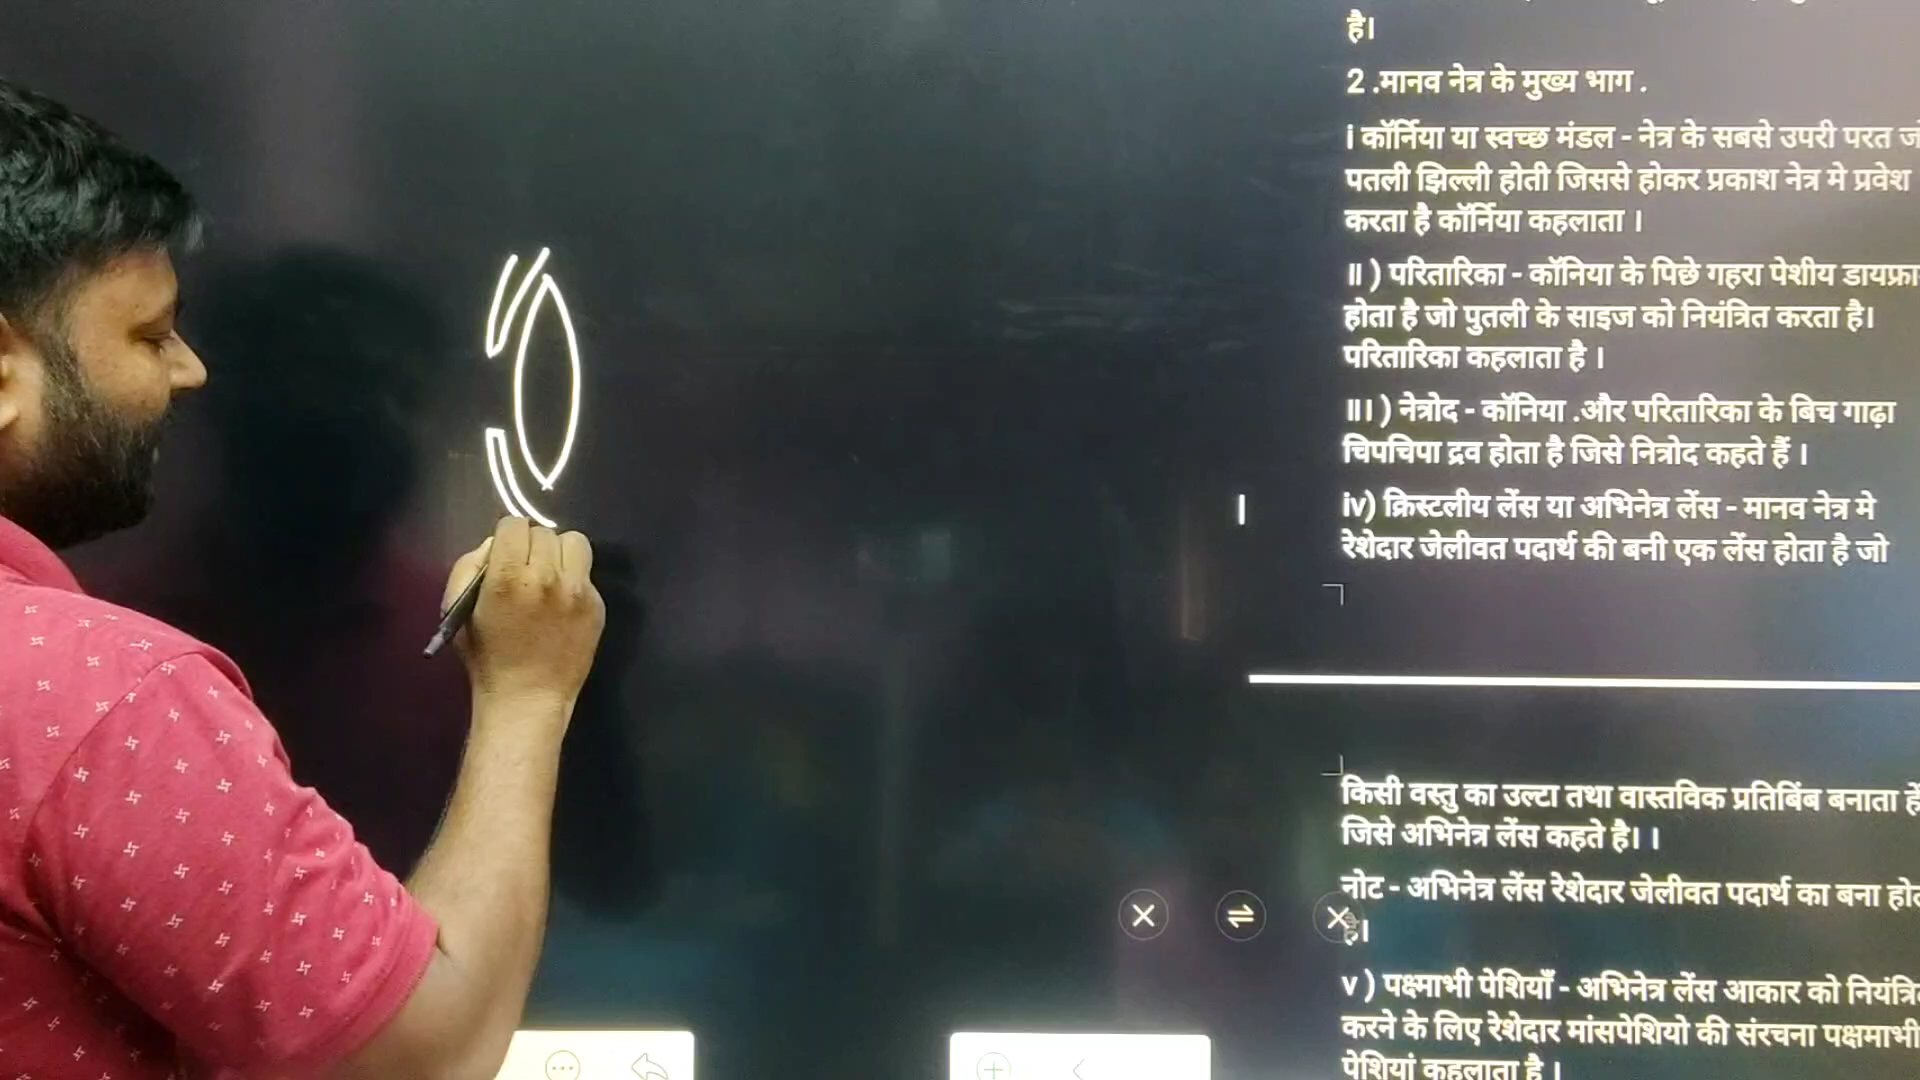 है।
2 .मानव नेत्र के मुख्य भाग .
i कॉर्निया या स्वच्छ मंडल - नेत्र के सबसे उपरी परत
पतली झिल्ली होती जिससे होकर प्रकाश नेत्र मे प्रवेश
करता है कॉर्निया कहलाता ।
II ) परितारिका - कॉनिया के पिछे गहरा पेशीय
होता है जो पुतली के साइज को नियंत्रित करता है।
परितारिका कहलाता है ।
II। ) नेत्रोद - कॉनिया .और परितारिका के बिच गाढ़ा
चिपचिपा द्रव होता है जिसे नित्रोद कहते हैं ।
iv) क्रिस्टलीय लेंस या अभिनेत्र लेंस - मानव नेत्र मे
रेशेदार जेलीवत पदार्थ की बनी एक लेंस होता है जो
किसी वस्तु का उल्टा तथा वास्तविक प्रतिबिंब बनाता
जिसे अभिनेत्र लेंस कहते है। ।
नोट - अभिनेत्र लेंस रेशेदार जेलीवत पदार्थ का बना
है।
v ) पक्ष्माभी पेशियाँ - अभिनेत्र लेंस आकार को
करने के लिए रेशेदार मांसपेशियो की संरचना पक्षमाभी
पेशियां कहलाता है ।